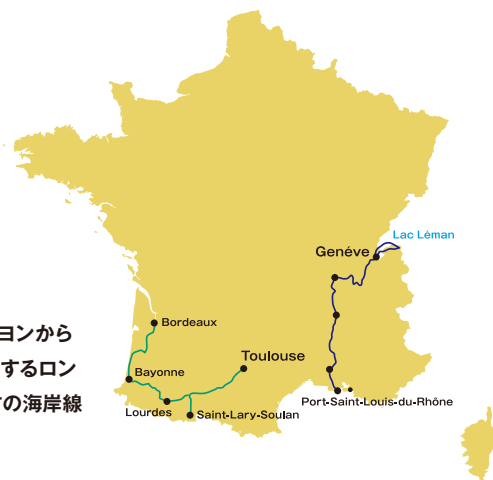 Lac Léman
Genéve
Bordeaux
ヨンから
Toulouse
するロン
Bayonne
Port-Saint-Louis-du-Rhône
の海岸線
Lourdes
Saint-Lary-Soulan